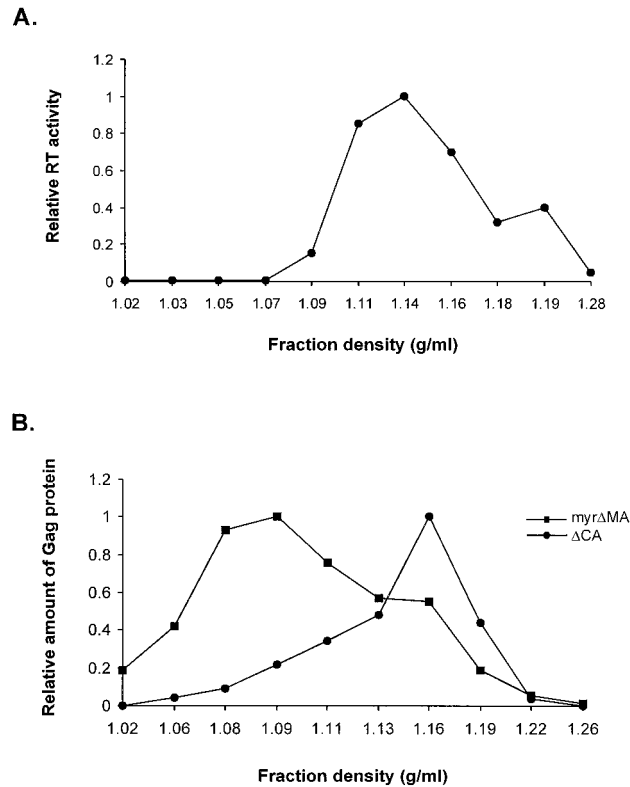 A.
1.2
1
0.8
0.6
0.4
0.2
0
Relative RT activity
1.02 1.03 1.05 1.07 1.09 1.11 1.14 1.16 1.18 1.19 1.28
Fraction density (g/ml)
B.
1.2
1
0.8
0.6
0.4
0.2
0
Relative amount of Gag protein
myrΔMA
ΔCA
1.02 1.06 1.08 1.09 1.11 1.13 1.16 1.19 1.22 1.26
Fraction density (g/ml)